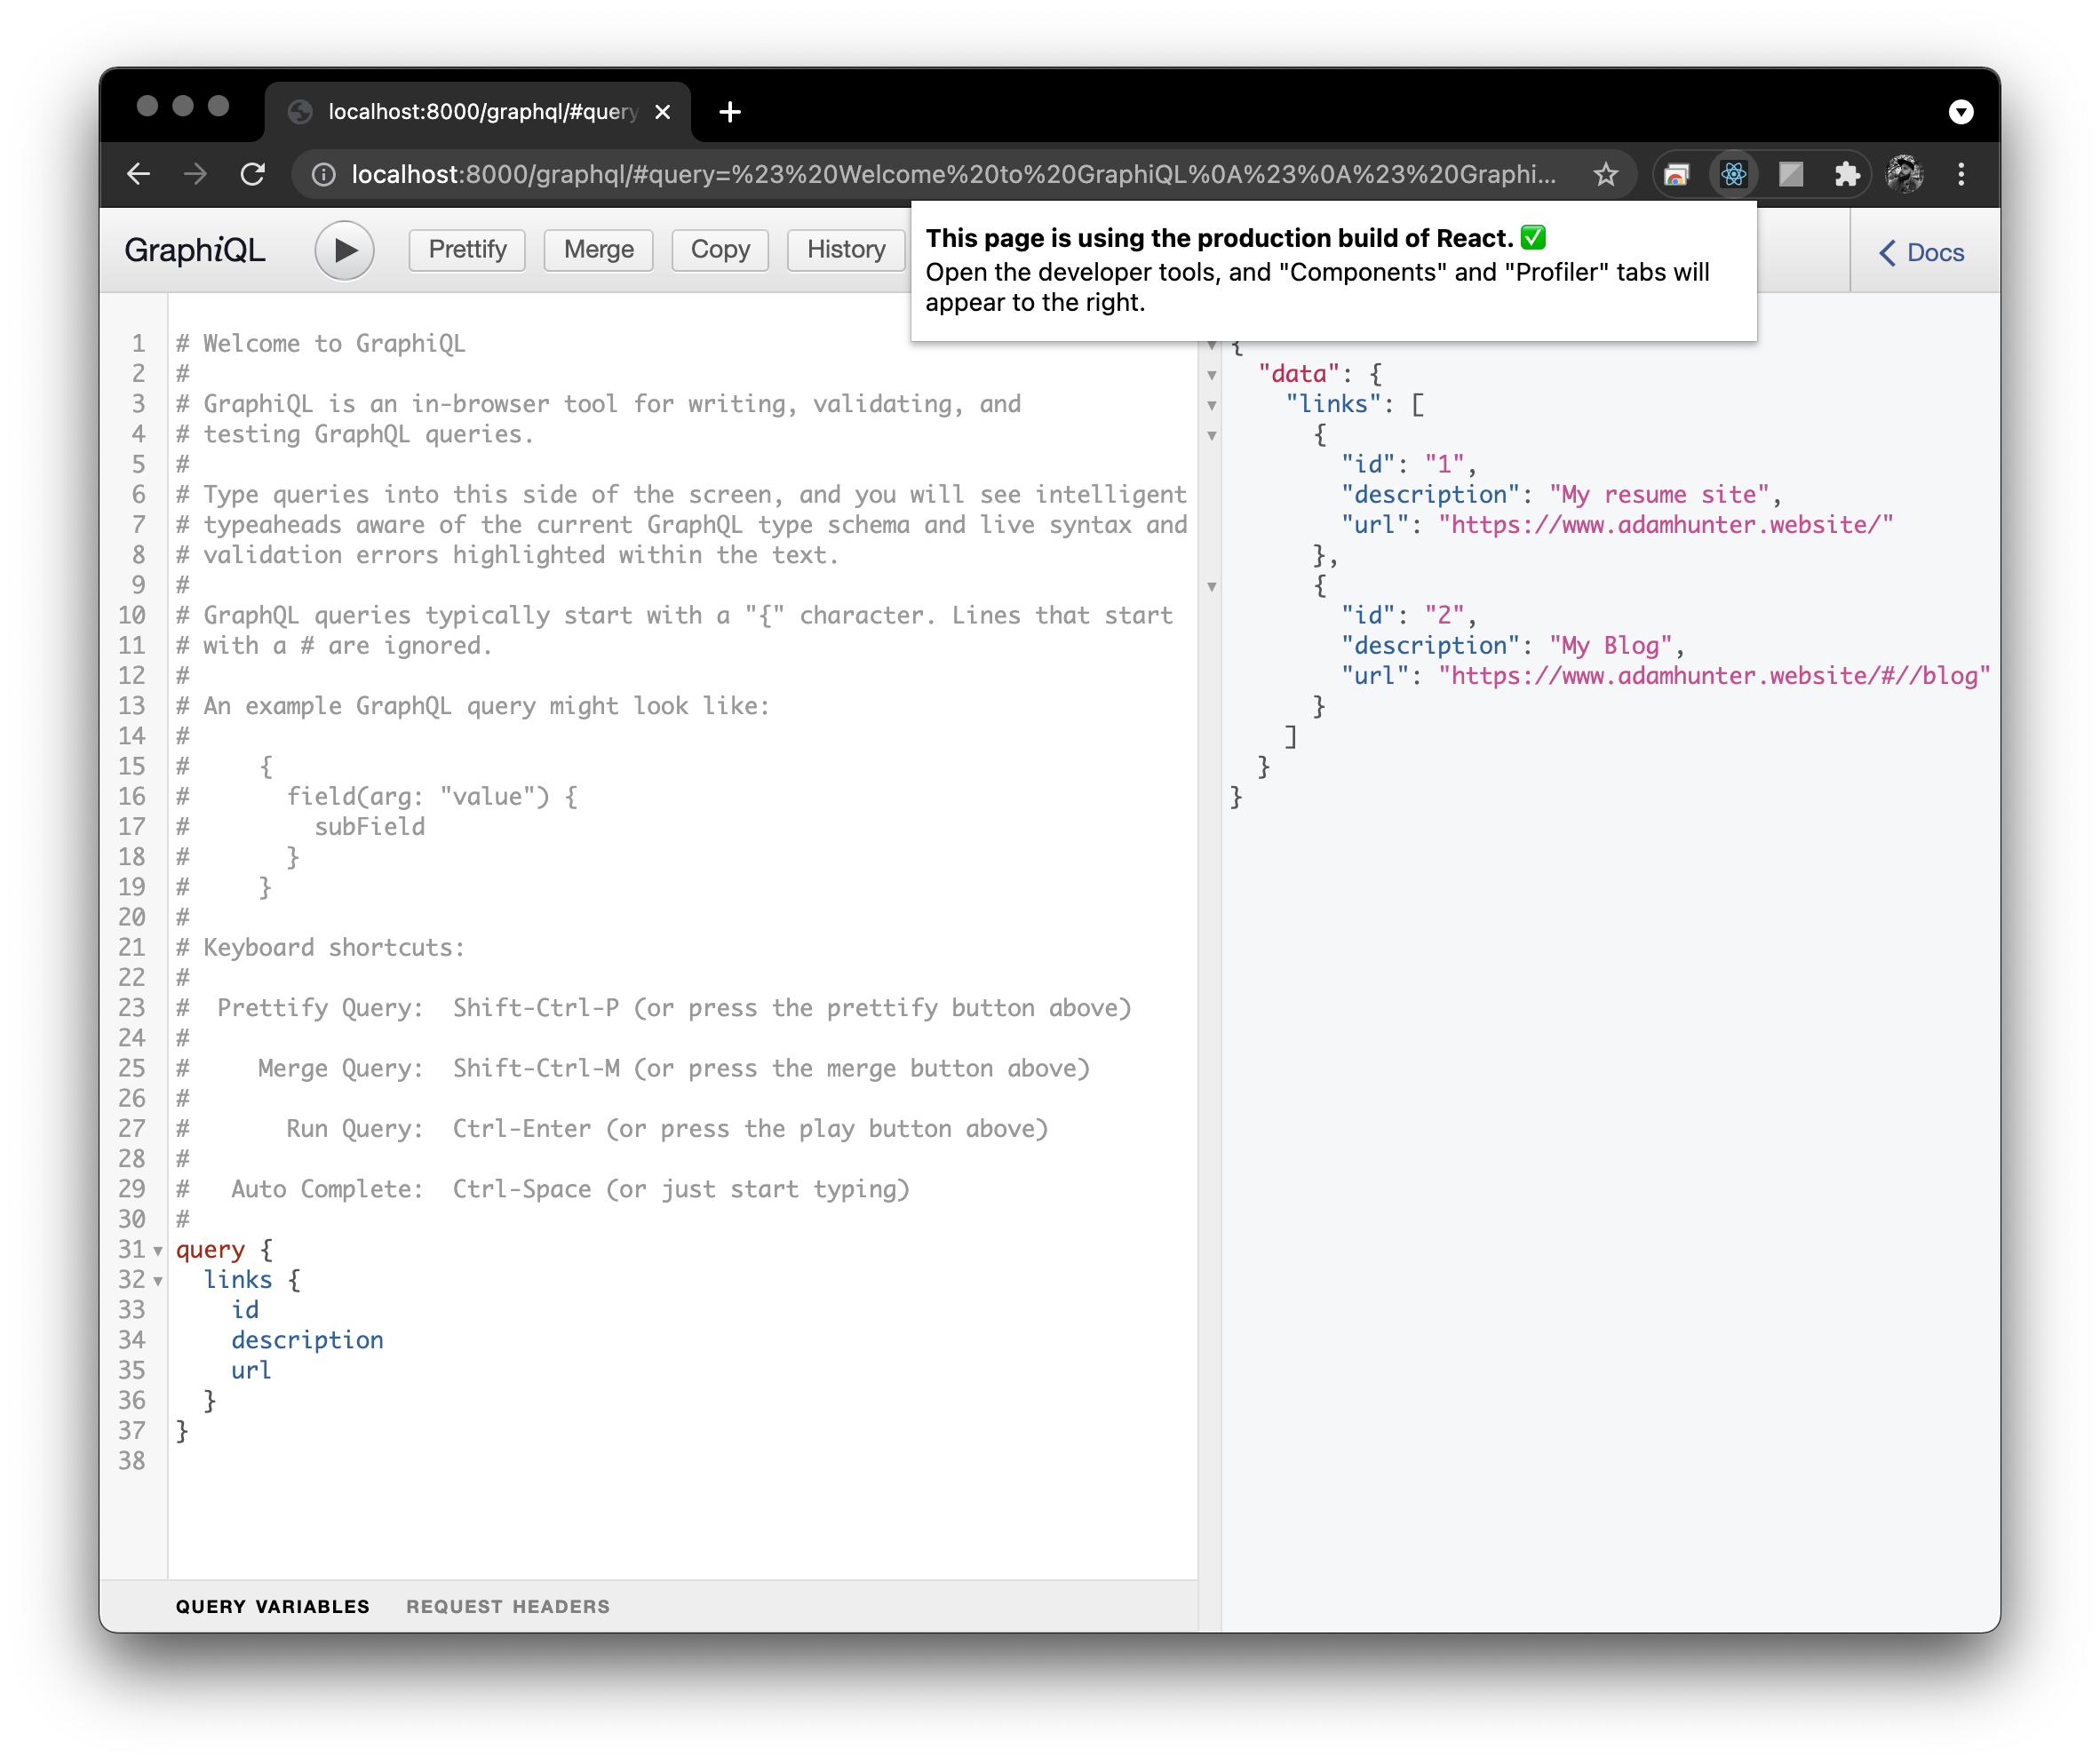 localhost:8000/graphql/#query
localhost:8000/graphql/#query=%23%20Welcome%20to%20GraphiQL%0A%23%0A%23%20Graphi...
GraphiQL Prettify Merge Copy History Docs
This page is using the production build of React. ✅
Open the developer tools, and "Components" and "Profiler" tabs will
appear to the right.
1 # Welcome to GraphiQL
2 #
3 # GraphiQL is an in-browser tool for writing, validating, and
4 # testing GraphQL queries.
5 #
6 # Type queries into this side of the screen, and you will see intelligent
7 # typeaheads aware of the current GraphQL type schema and live syntax and
8 # validation errors highlighted within the text.
9 #
10 # GraphQL queries typically start with a "{" character. Lines that start
11 # with a # are ignored.
12 #
13 # An example GraphQL query might look like:
14 #
15 #     {
16 #       field(arg: "value") {
17 #         subField
18 #       }
19 #     }
20 #
21 # Keyboard shortcuts:
22 #
23 #  Prettify Query:  Shift-Ctrl-P (or press the prettify button above)
24 #
25 #     Merge Query:  Shift-Ctrl-M (or press the merge button above)
26 #
27 #       Run Query:  Ctrl-Enter (or press the play button above)
28 #
29 #   Auto Complete:  Ctrl-Space (or just start typing)
30 #
31 query {
32   links {
33     id
34     description
35     url
36   }
37 }
38
QUERY VARIABLES REQUEST HEADERS
{
  "data": {
    "links": [
      {
        "id": "1",
        "description": "My resume site",
        "url": "https://www.adamhunter.website/"
      },
      {
        "id": "2",
        "description": "My Blog",
        "url": "https://www.adamhunter.website/#//blog"
      }
    ]
  }
}